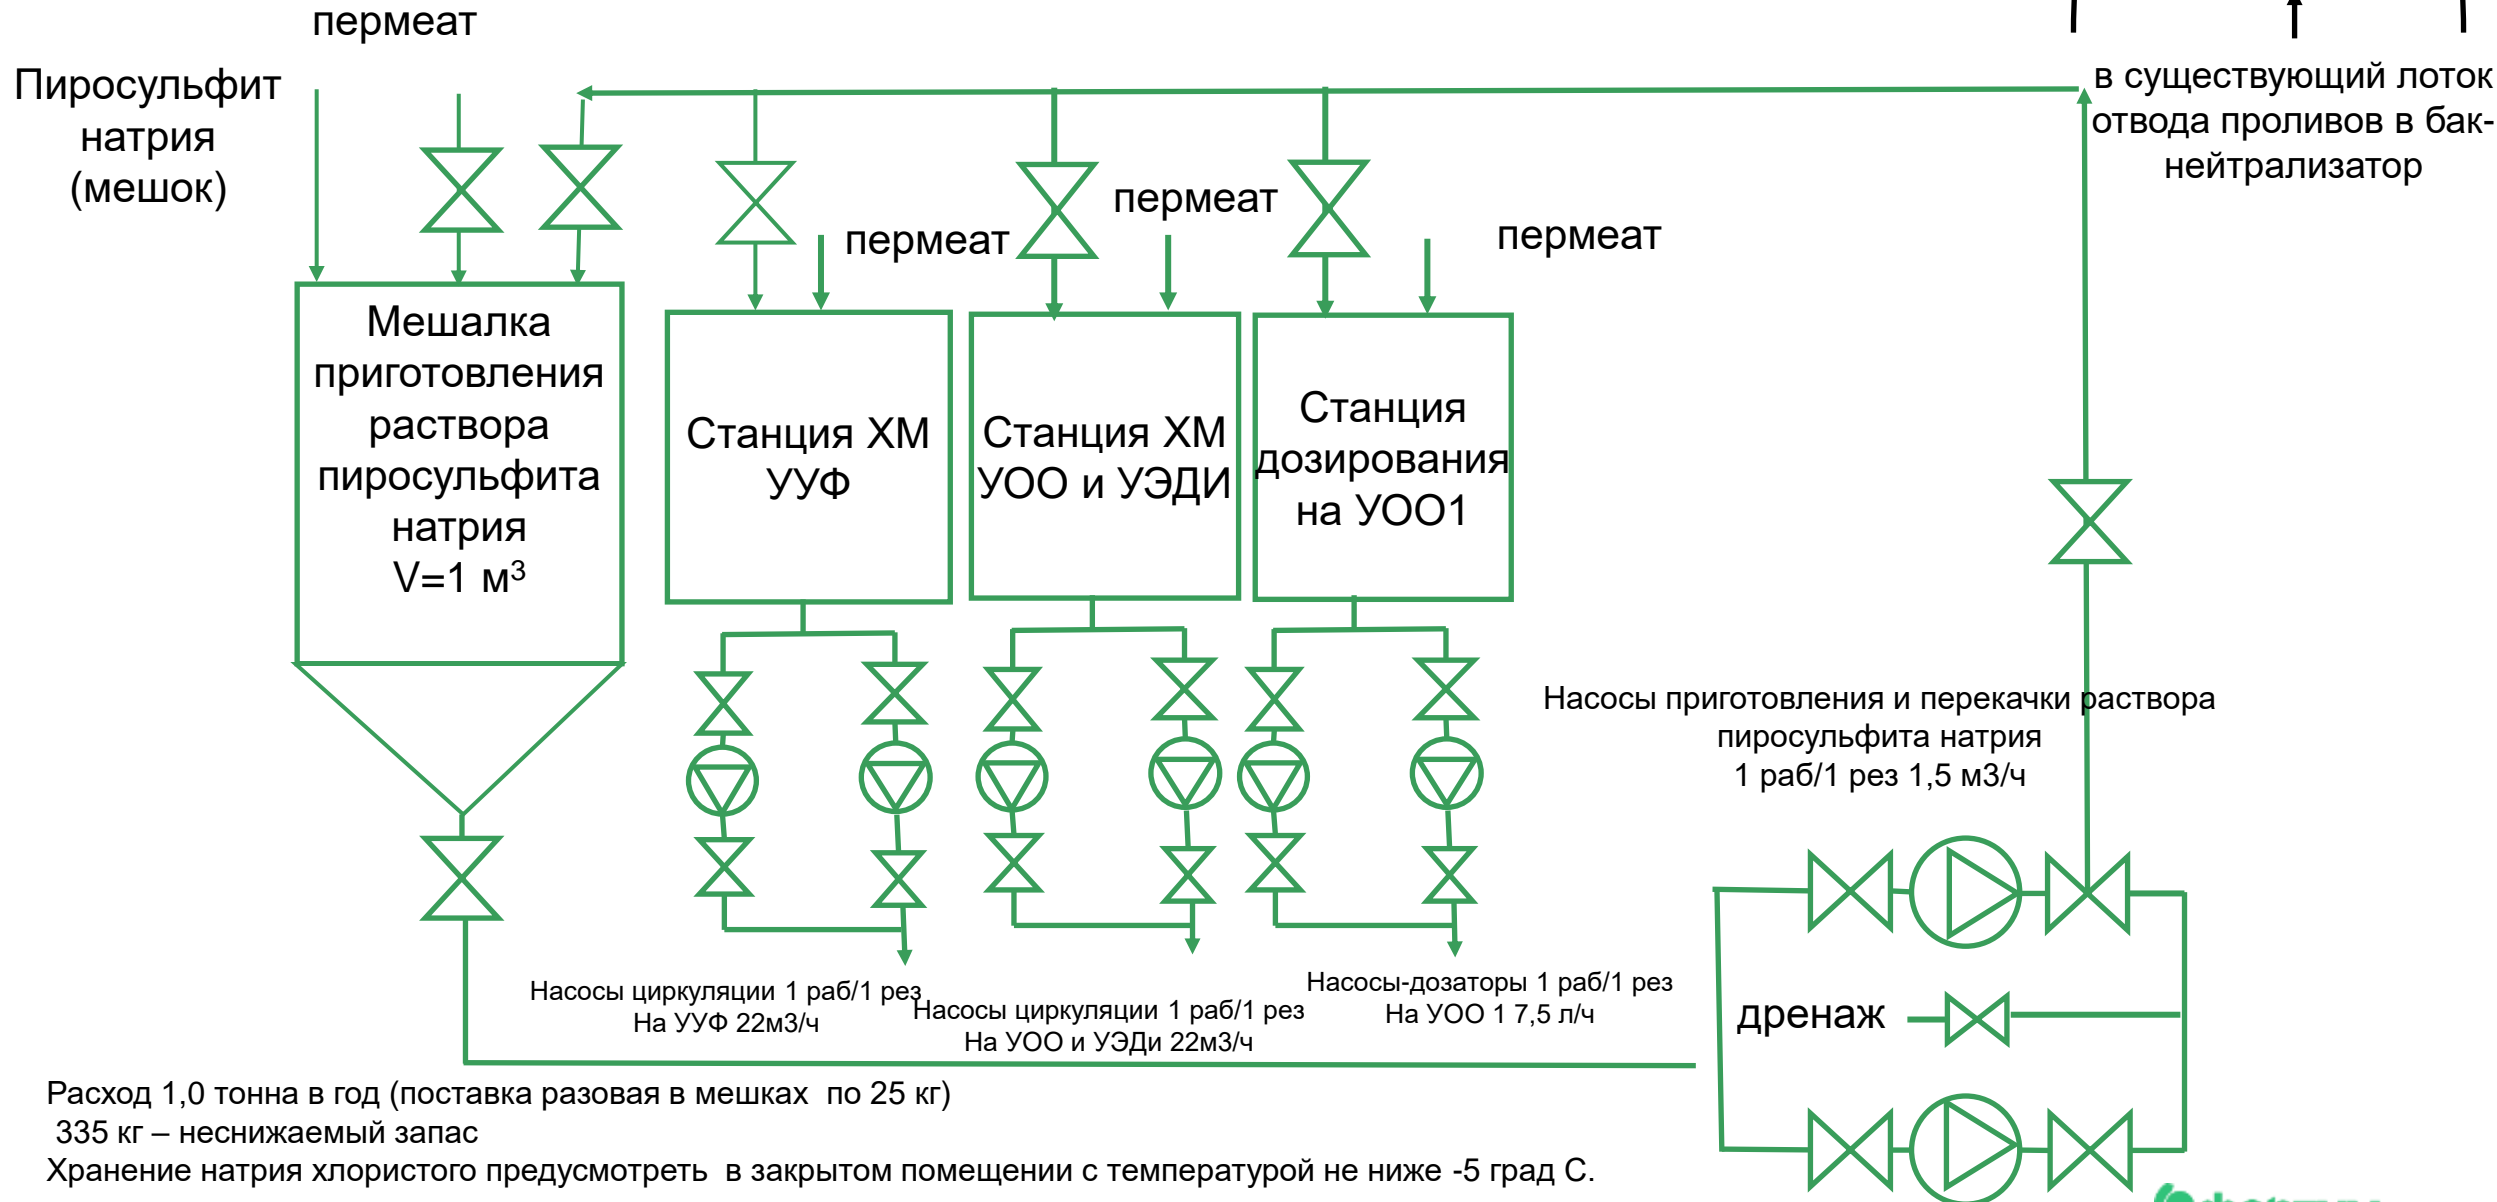 пермеат
Пиросульфит
натрия
(мешок)
в существующий лоток
отвода проливов в бак-
нейтрализатор
пермеат
пермеат
пермеат
Мешалка
приготовления
раствора
пиросульфита
натрия
V=1 м³
Станция ХМ
УУФ
Станция ХМ
УОО и УЭДИ
Станция
дозирования
на УОО1
Насосы приготовления и перекачки раствора
пиросульфита натрия
1 раб/1 рез 1,5 м3/ч
Насосы циркуляции 1 раб/1 рез
На УУФ 22м3/ч
Насосы циркуляции 1 раб/1 рез
На УОО и УЭДи 22м3/ч
Насосы-дозаторы 1 раб/1 рез
На УОО 1 7,5 л/ч
дренаж
Расход 1,0 тонна в год (поставка разовая в мешках по 25 кг)
335 кг – неснижаемый запас
Хранение натрия хлористого предусмотреть в закрытом помещении с температурой не ниже -5 град С.